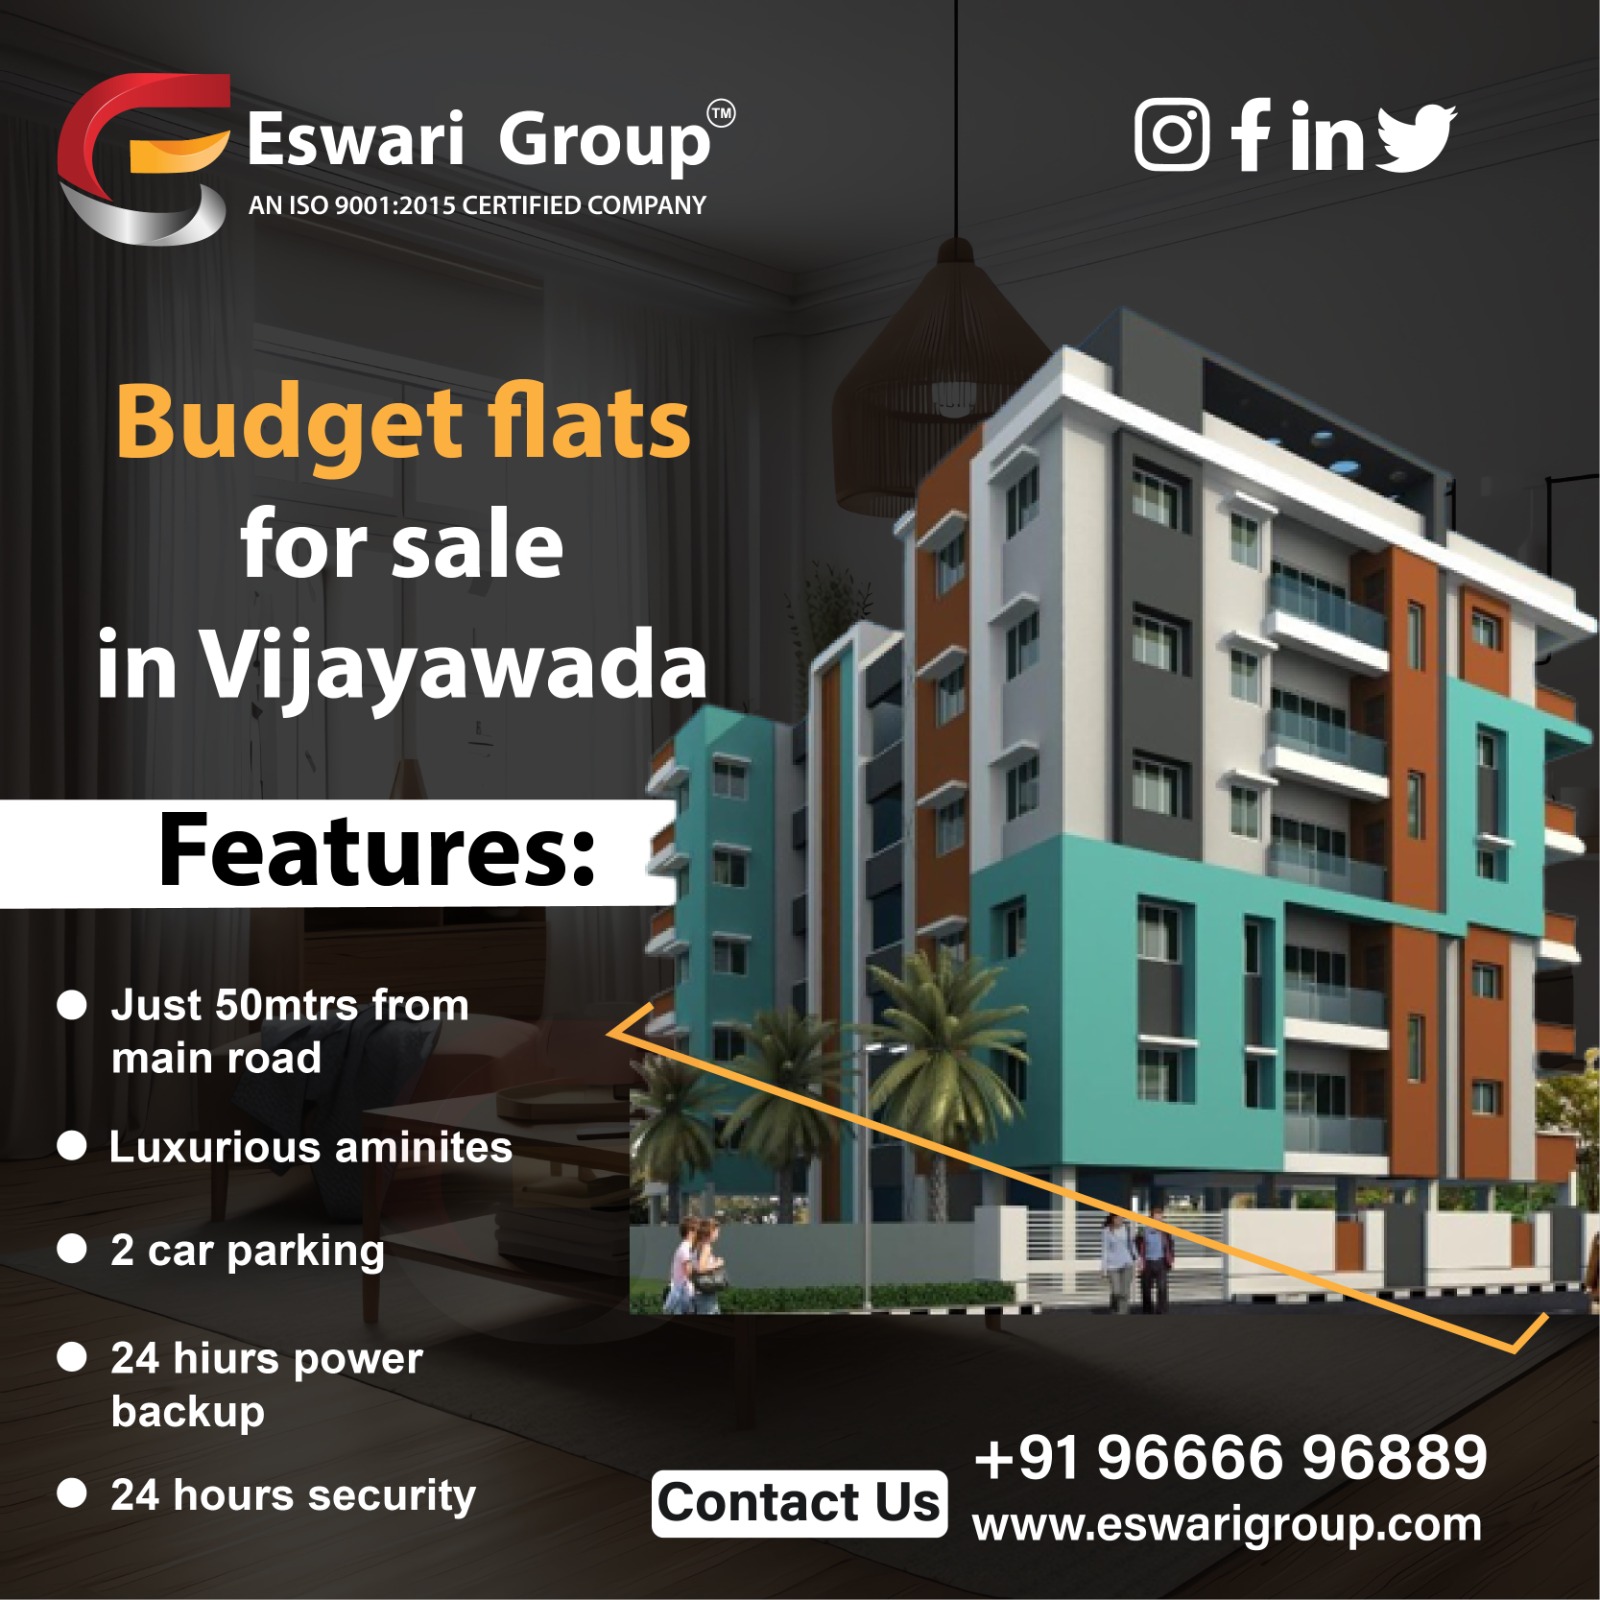 Eswari Group™
AN ISO 9001:2015 CERTIFIED COMPANY
Budget flats
for sale
in Vijayawada
Features:
Just 50mtrs from
main road
Luxurious aminites
2 car parking
24 hiurs power
backup
24 hours security
Contact Us
+91 96666 96889
www.eswarigroup.com